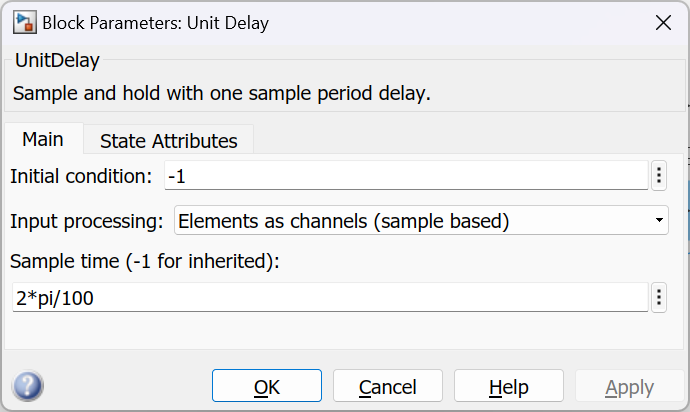 Block Parameters: Unit Delay
UnitDelay
Sample and hold with one sample period delay.
Main State Attributes
Initial condition: -1
Input processing: Elements as channels (sample based)
Sample time (-1 for inherited):
2*pi/100
? OK Cancel Help Apply